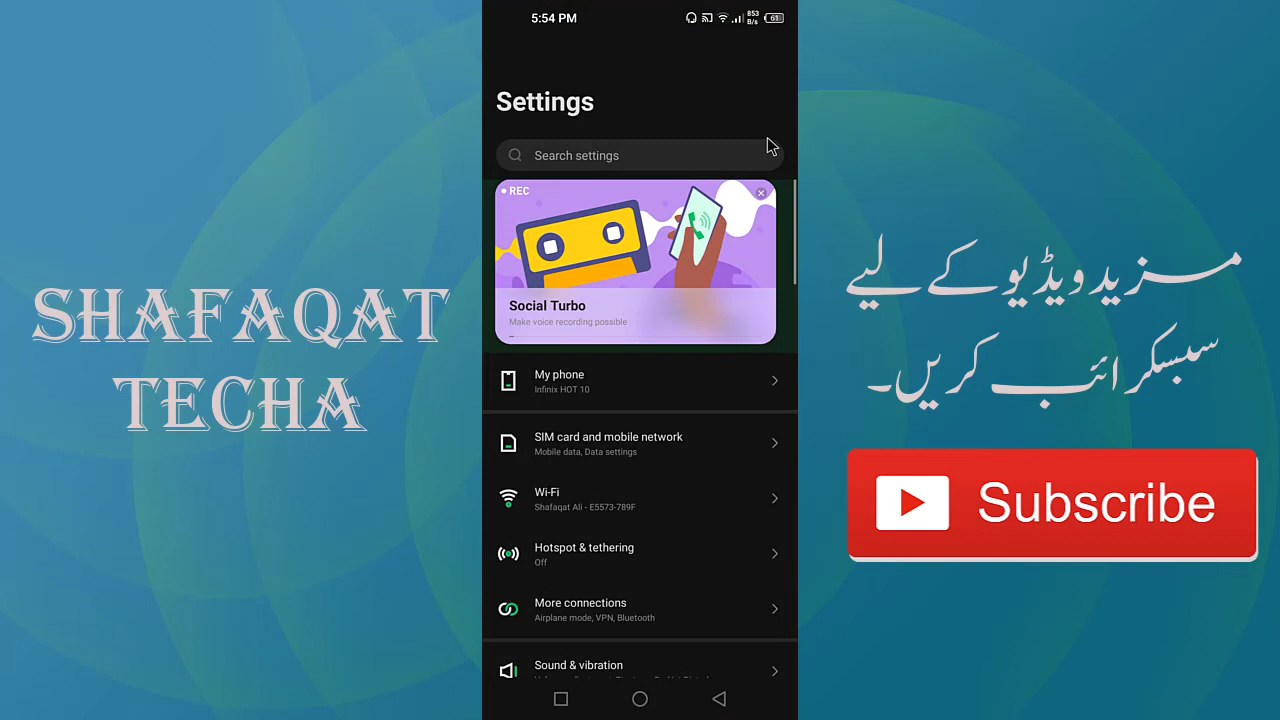 SHAFAQAT
TECHA
5:54 PM
853
B/s
61
Settings
Search settings
REC
Social Turbo
Make voice recording possible
My phone
Infinix HOT 10
SIM card and mobile network
Mobile data, Data settings
Wi-Fi
Shafaqat Ali - E5573-789F
Hotspot & tethering
Off
More connections
Airplane mode, VPN, Bluetooth
Sound & vibration
مزید ویڈیو کے لیے
سبسکرائب کریں۔
Subscribe